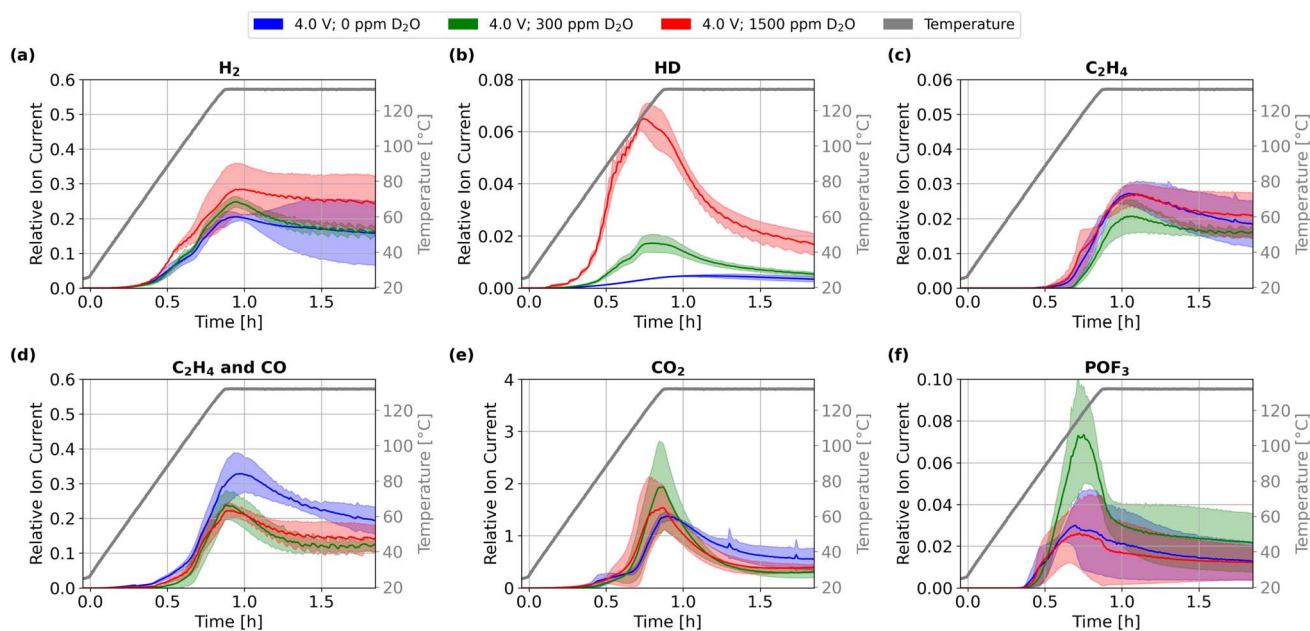 4.0 V; 0 ppm D₂O 4.0 V; 300 ppm D₂O 4.0 V; 1500 ppm D₂O Temperature
(a) H₂
Relative Ion Current
0.6
0.5
0.4
0.3
0.2
0.1
0.0
0.0 0.5 1.0 1.5
Time [h]
120
100
80
60
40
20
Temperature [°C]
(b) HD
Relative Ion Current
0.08
0.06
0.04
0.02
0.00
0.0 0.5 1.0 1.5
Time [h]
120
100
80
60
40
20
Temperature [°C]
(c) C₂H₄
Relative Ion Current
0.06
0.05
0.04
0.03
0.02
0.01
0.00
0.0 0.5 1.0 1.5
Time [h]
120
100
80
60
40
20
Temperature [°C]
(d) C₂H₄ and CO
Relative Ion Current
0.6
0.5
0.4
0.3
0.2
0.1
0.0
0.0 0.5 1.0 1.5
Time [h]
120
100
80
60
40
20
Temperature [°C]
(e) CO₂
Relative Ion Current
4
3
2
1
0
0.0 0.5 1.0 1.5
Time [h]
120
100
80
60
40
20
Temperature [°C]
(f) POF₃
Relative Ion Current
0.10
0.08
0.06
0.04
0.02
0.00
0.0 0.5 1.0 1.5
Time [h]
120
100
80
60
40
20
Temperature [°C]